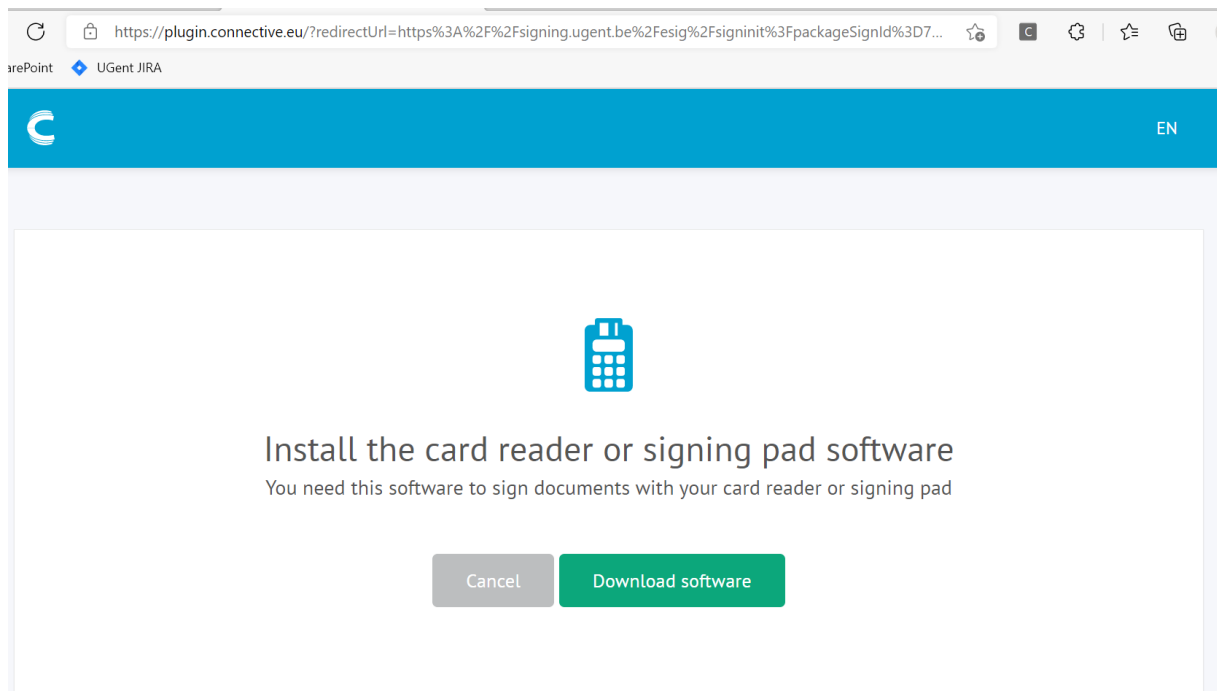 https://plugin.connective.eu/?redirectUrl=https%3A%2F%2Fsigning.ugent.be%2Fesig%2Fsigninit%3FpackageSignId%3D7...
C
arePoint
UGent JIRA
C
EN
Install the card reader or signing pad software
You need this software to sign documents with your card reader or signing pad
Cancel
Download software